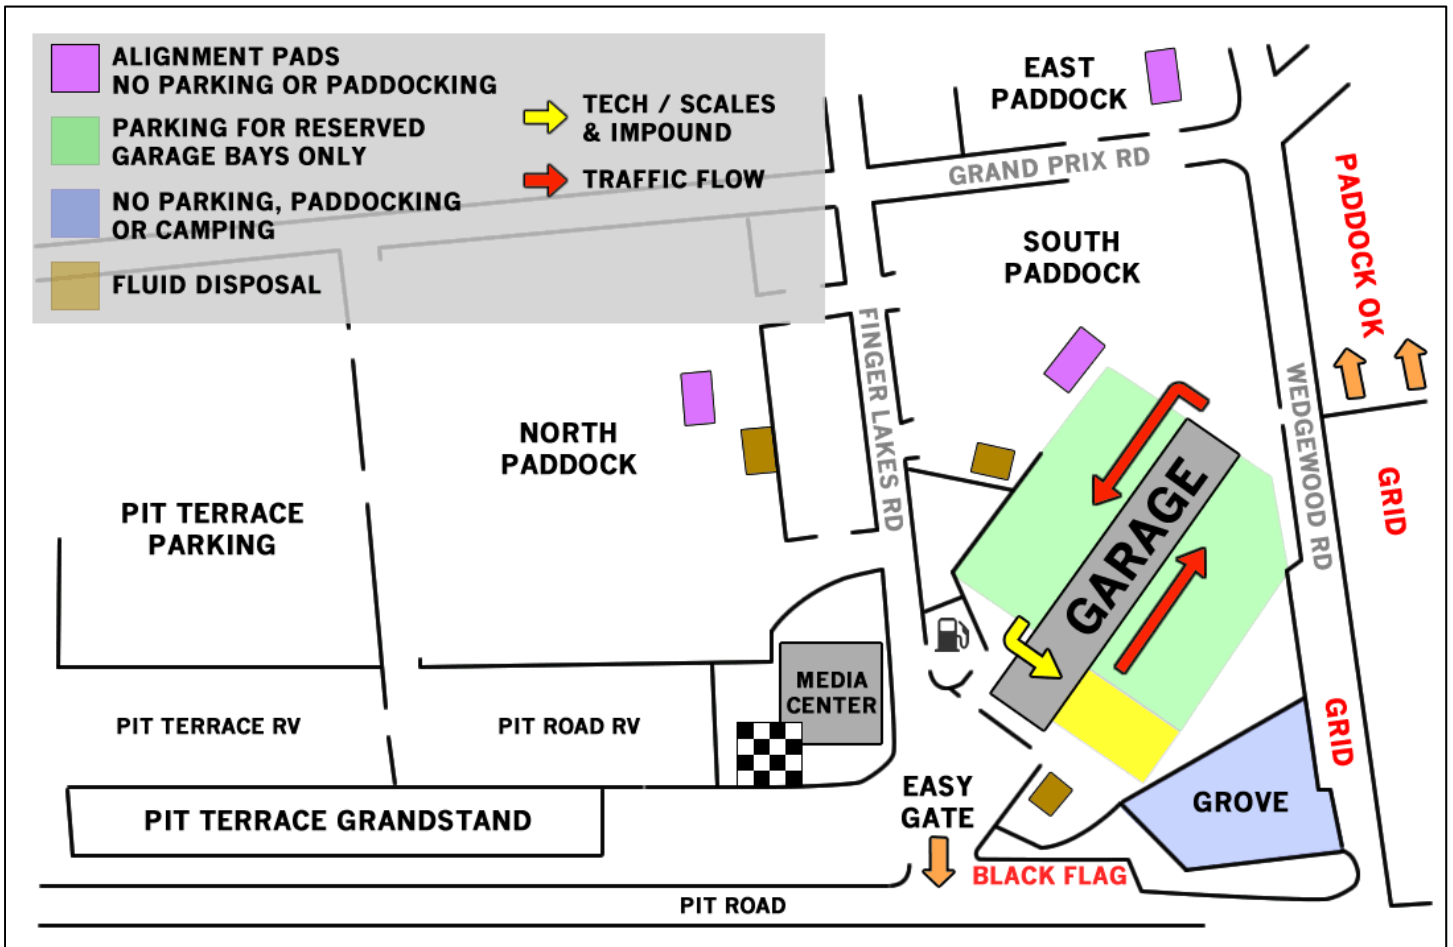 ALIGNMENT PADS
NO PARKING OR PADDOCKING
PARKING FOR RESERVED
GARAGE BAYS ONLY
NO PARKING, PADDOCKING
OR CAMPING
FLUID DISPOSAL
TECH / SCALES
& IMPOUND
TRAFFIC FLOW
EAST
PADDOCK
GRAND PRIX RD
PADDOCK OK
SOUTH
PADDOCK
FINGER LAKES RD
WEDGEWOOD RD
NORTH
PADDOCK
GRID
PIT TERRACE
PARKING
GARAGE
MEDIA
CENTER
PIT TERRACE RV
PIT ROAD RV
GRID
EASY
GATE
GROVE
PIT TERRACE GRANDSTAND
BLACK FLAG
PIT ROAD